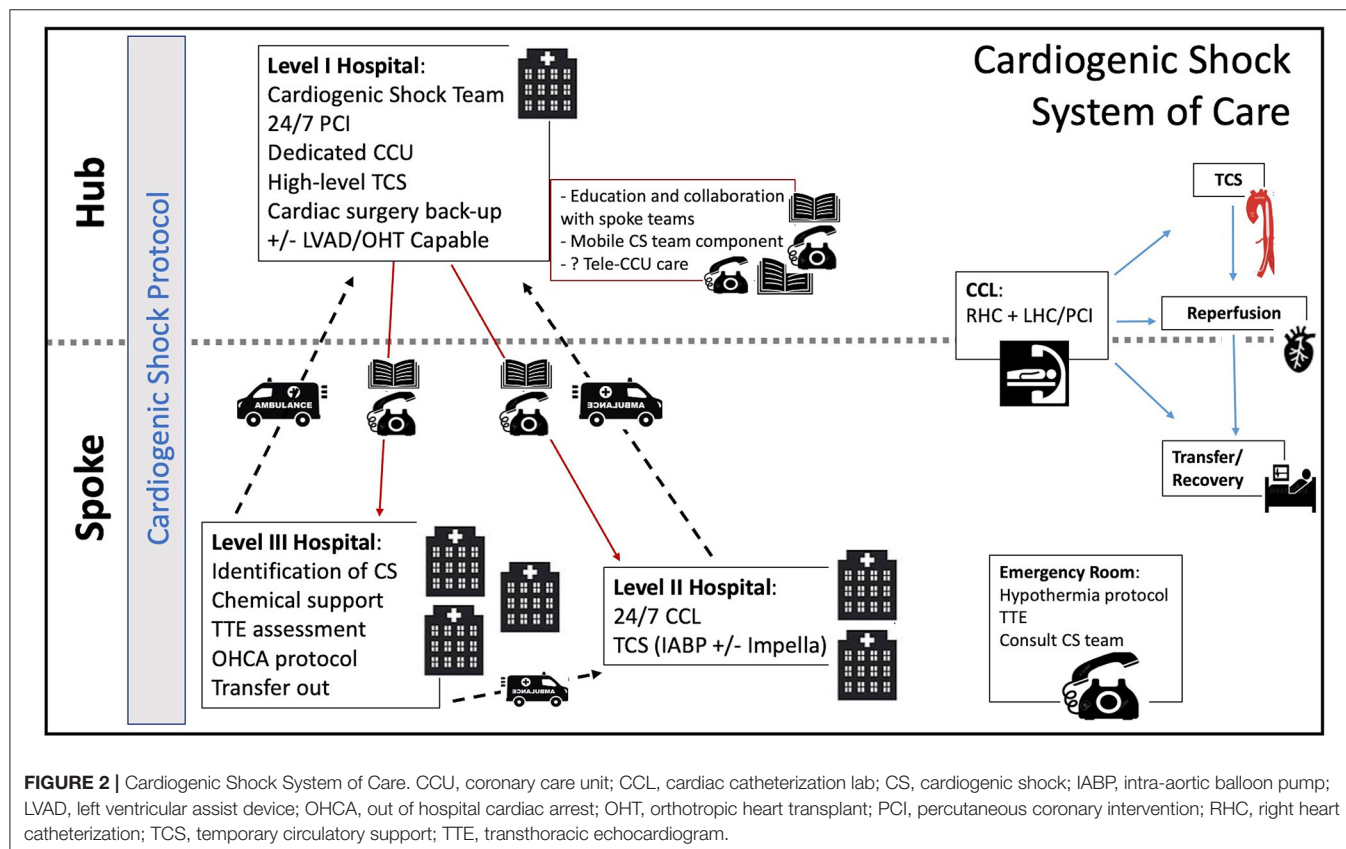 Cardiogenic Shock
System of Care
Hub
Spoke
Cardiogenic Shock Protocol
Level I Hospital:
Cardiogenic Shock Team
24/7 PCI
Dedicated CCU
High-level TCS
Cardiac surgery back-up
+/- LVAD/OHT Capable
- Education and collaboration
with spoke teams
- Mobile CS team component
- ? Tele-CCU care
TCS
CCL:
RHC + LHC/PCI
Reperfusion
Transfer/
Recovery
AMBULANCE
AMBULANCE
Level III Hospital:
Identification of CS
Chemical support
TTE assessment
OHCA protocol
Transfer out
AMBULANCE
Level II Hospital:
24/7 CCL
TCS (IABP +/- Impella)
Emergency Room:
Hypothermia protocol
TTE
Consult CS team
FIGURE 2 | Cardiogenic Shock System of Care. CCU, coronary care unit; CCL, cardiac catheterization lab; CS, cardiogenic shock; IABP, intra-aortic balloon pump;
LVAD, left ventricular assist device; OHCA, out of hospital cardiac arrest; OHT, orthotropic heart transplant; PCI, percutaneous coronary intervention; RHC, right heart
catheterization; TCS, temporary circulatory support; TTE, transthoracic echocardiogram.